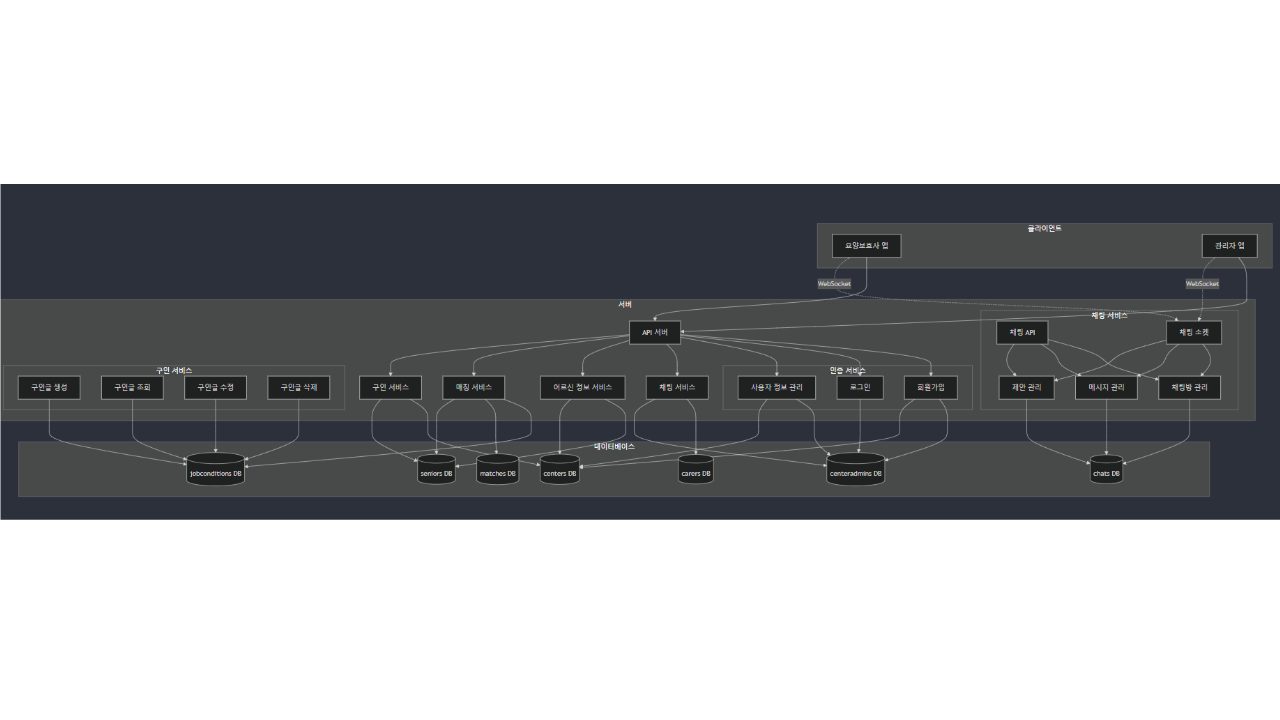 클라이언트
요양보호사 앱
관리자 앱
WebSocket
WebSocket
서버
채팅 서비스
API 서버
채팅 API
채팅 소켓
구인 서비스
인증 서비스
구인글 생성
구인글 조회
구인글 수정
구인글 삭제
구인 서비스
매칭 서비스
어르신 정보 서비스
채팅 서비스
사용자 정보 관리
로그인
회원가입
제안 관리
메시지 관리
채팅방 관리
데이터베이스
jobconditions DB
seniors DB
matches DB
centers DB
carers DB
centeradmins DB
chats DB